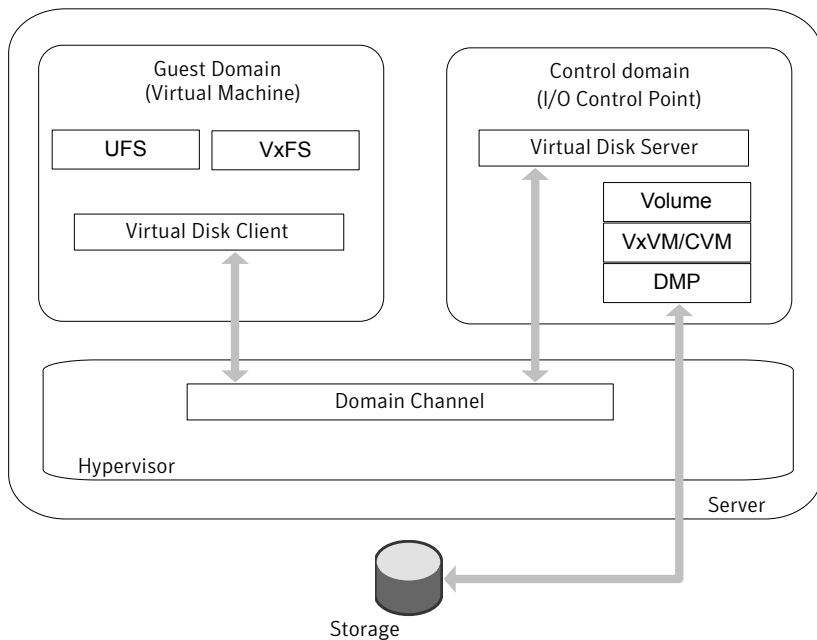 Guest Domain
(Virtual Machine)
UFS
VxFS
Virtual Disk Client
Control domain
(I/O Control Point)
Virtual Disk Server
Volume
VxVM/CVM
DMP
Domain Channel
Hypervisor
Server
Storage